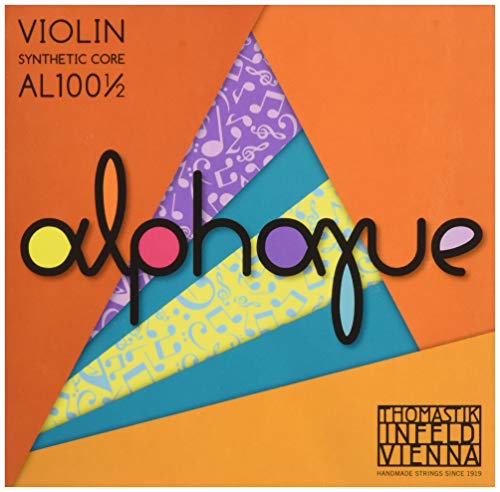 VIOLIN
SYNTHETIC CORE
AL100½
alphayue
THOMASTIK
INFELD
VIENNA
HANDMADE STRINGS SINCE 1919